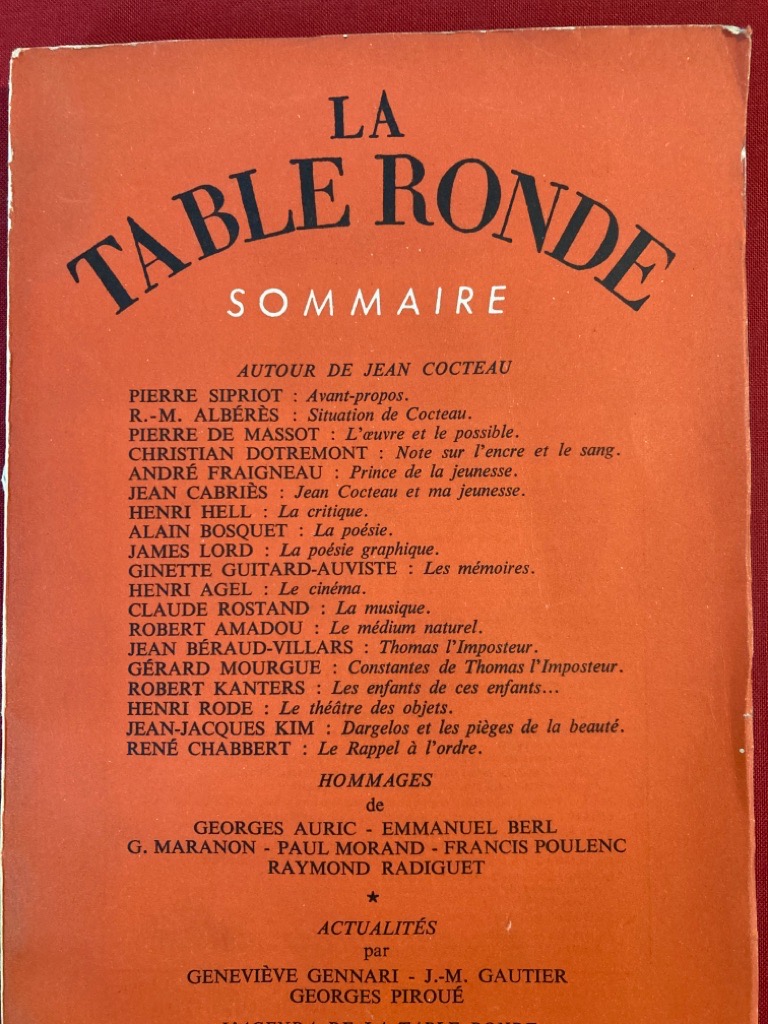 LA
TABLE RONDE
SOMMAIRE
AUTOUR DE JEAN COCTEAU
PIERRE SIPRIOT : Avant-propos.
R.-M. ALBÉRÈS : Situation de Cocteau.
PIERRE DE MASSOT : L'œuvre et le possible.
CHRISTIAN DOTREMONT : Note sur l'encre et le sang.
ANDRÉ FRAIGNEAU : Prince de la jeunesse.
JEAN CABRIÈS : Jean Cocteau et ma jeunesse.
HENRI HELL : La critique.
ALAIN BOSQUET : La poésie.
JAMES LORD : La poésie graphique.
GINETTE GUITARD-AUVISTE : Les mémoires.
HENRI AGEL : Le cinéma.
CLAUDE ROSTAND : La musique.
ROBERT AMADOU : Le médium naturel.
JEAN BÉRAUD-VILLARS : Thomas l'Imposteur.
GÉRARD MOURGUE : Constantes de Thomas l'Imposteur.
ROBERT KANTERS : Les enfants de ces enfants...
HENRI RODE : Le théâtre des objets.
JEAN-JACQUES KIM : Dargelos et les pièges de la beauté.
RENÉ CHABBERT : Le Rappel à l'ordre.
HOMMAGES
de
GEORGES AURIC - EMMANUEL BERL
G. MARANON - PAUL MORAND - FRANCIS POULENC
RAYMOND RADIGUET
★
ACTUALITÉS
par
GENEVIÈVE GENNARI - J.-M. GAUTIER
GEORGES PIROUÉ
DE LA TABLE RONDE